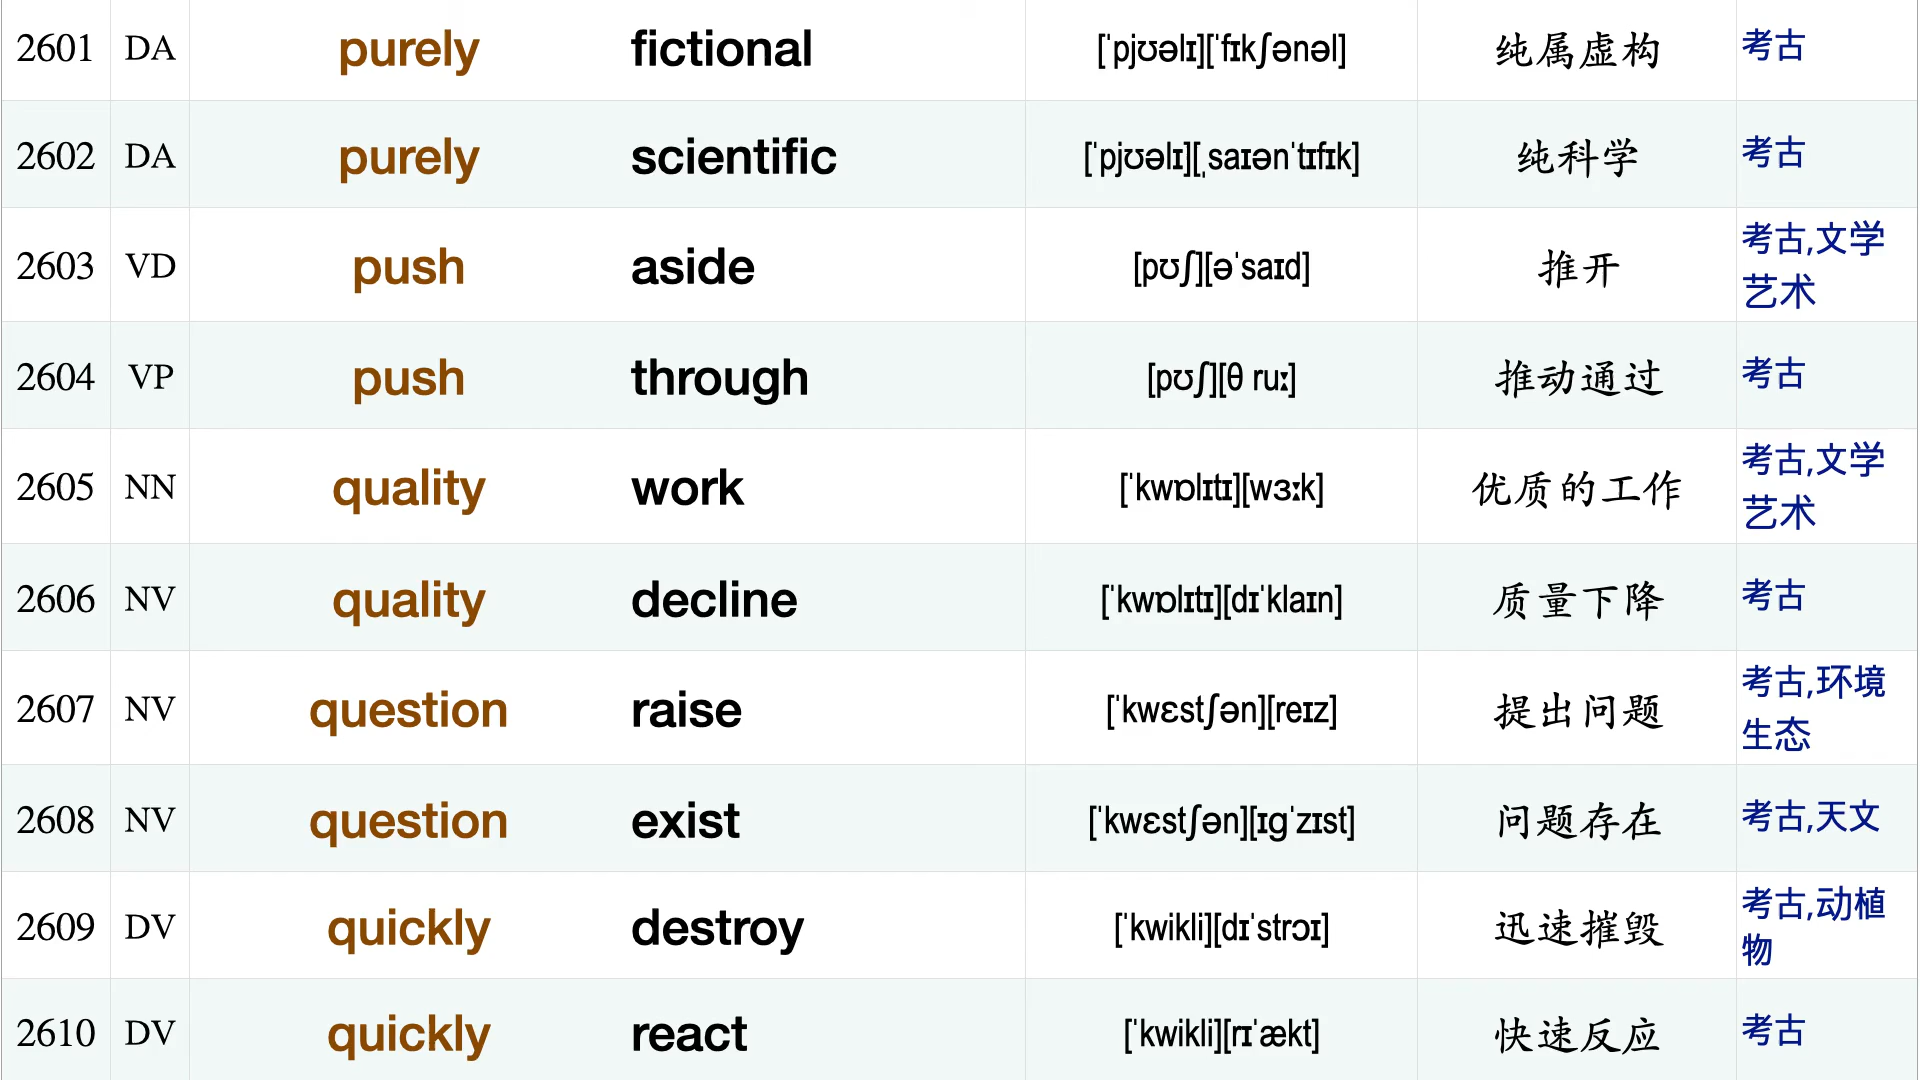 2601 DA purely fictional [ˈpjʊəlɪ][ˈfɪkʃənəl] 纯属虚构 考古
2602 DA purely scientific [ˈpjʊəlɪ][ˌsaɪənˈtɪfɪk] 纯科学 考古
2603 VD push aside [pʊʃ][əˈsaɪd] 推开 考古,文学
艺术
2604 VP push through [pʊʃ][θ ruː] 推动通过 考古
2605 NN quality work [ˈkwɒlɪtɪ][wɜːk] 优质的工作 考古,文学
艺术
2606 NV quality decline [ˈkwɒlɪtɪ][dɪˈklaɪn] 质量下降 考古
2607 NV question raise [ˈkwɛstʃən][reɪz] 提出问题 考古,环境
生态
2608 NV question exist [ˈkwɛstʃən][ɪgˈzɪst] 问题存在 考古,天文
2609 DV quickly destroy [ˈkwikli][dɪˈstrɔɪ] 迅速摧毁 考古,动植
物
2610 DV quickly react [ˈkwikli][rɪˈækt] 快速反应 考古